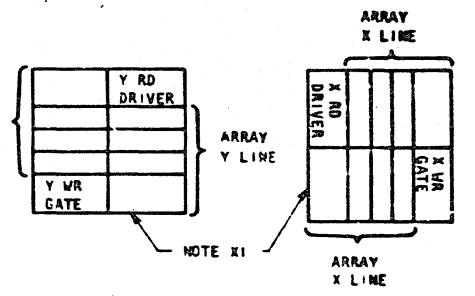 ARRAY
X LINE
Y RD
DRIVER
X RD
DRIVER
ARRAY
Y LINE
Y WR
GATE
X WR
GATE
NOTE X1
ARRAY
X LINE